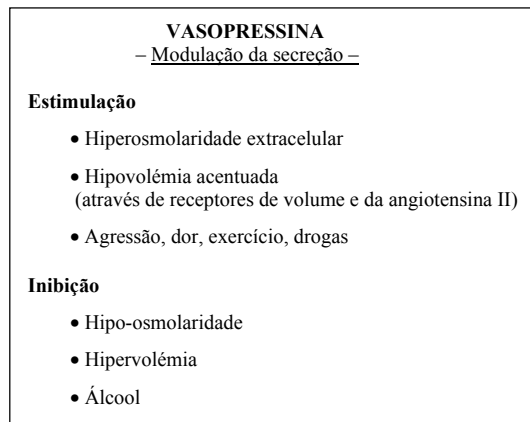 VASOPRESSINA
– Modulação da secreção –
Estimulação
• Hiperosmolaridade extracelular
• Hipovolémia acentuada
(através de receptores de volume e da angiotensina II)
• Agressão, dor, exercício, drogas
Inibição
• Hipo-osmolaridade
• Hipervolémia
• Álcool